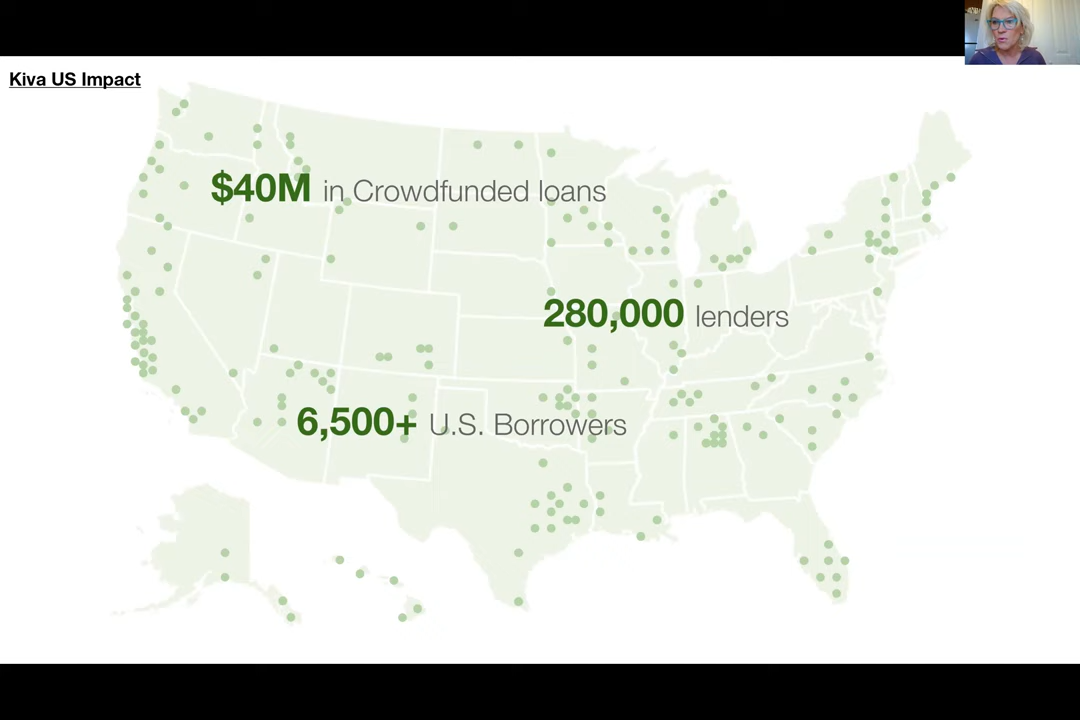 Kiva US Impact
$40M in Crowdfunded loans
280,000 lenders
6,500+ U.S. Borrowers